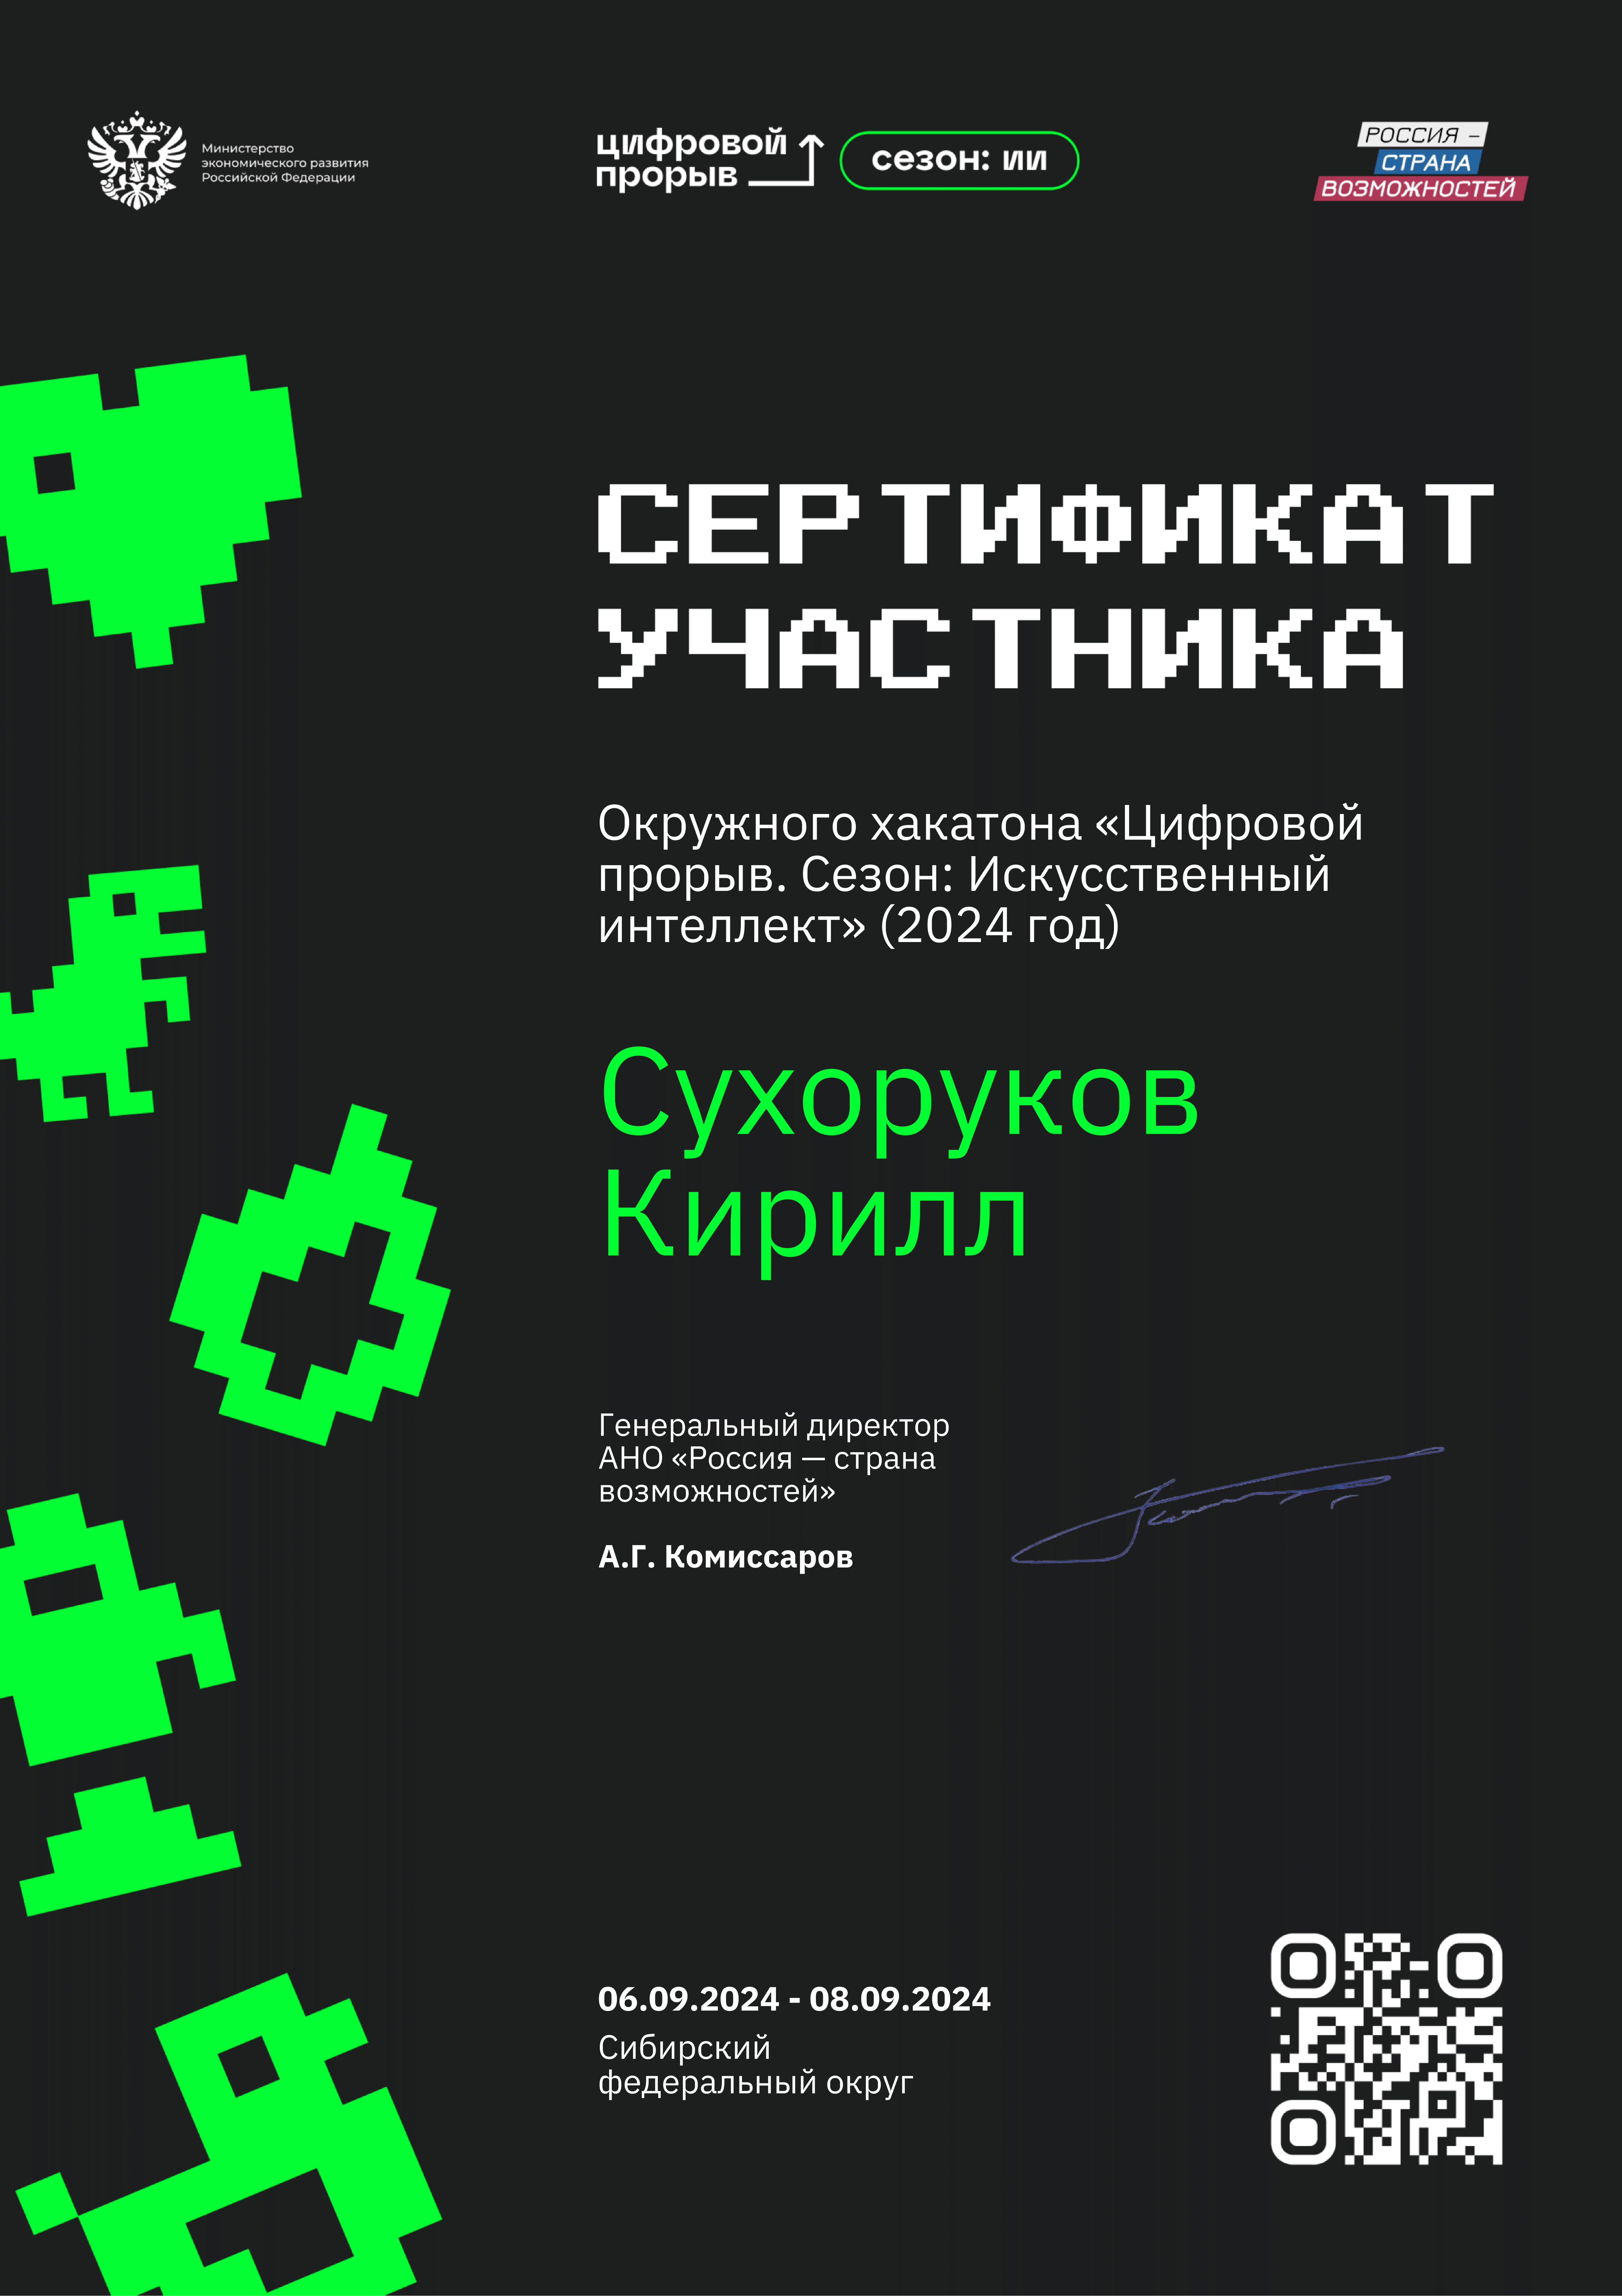 Министерство
экономического развития
Российской Федерации
цифровой
прорыв
сезон: ии
РОССИЯ –
СТРАНА
ВОЗМОЖНОСТЕЙ
СЕРТИФИКАТ
УЧАСТНИКА
Окружного хакатона «Цифровой
прорыв. Сезон: Искусственный
интеллект» (2024 год)
Сухоруков
Кирилл
Генеральный директор
АНО «Россия — страна
возможностей»
А.Г. Комиссаров
06.09.2024 - 08.09.2024
Сибирский
федеральный округ